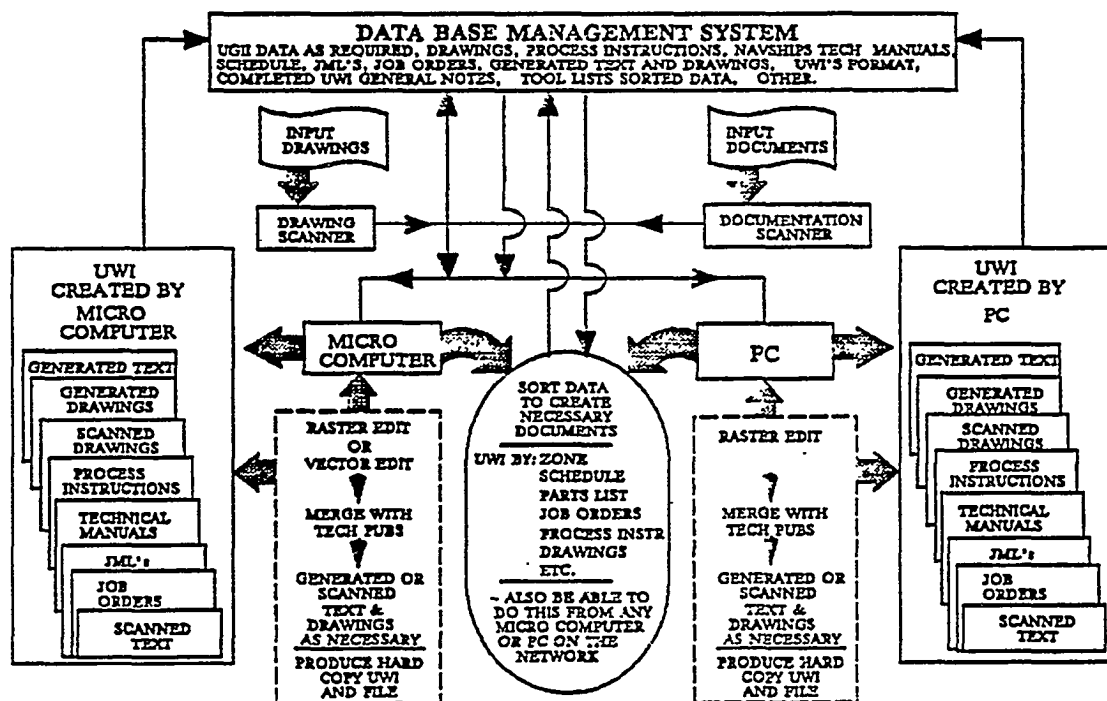 DATA BASE MANAGEMENT SYSTEM
UGII DATA AS REQUIRED, DRAWINGS, PROCESS INSTRUCTIONS, NAVSHIPS TECH MANUALS,
SCHEDULE, JML'S, JOB ORDERS, GENERATED TEXT AND DRAWINGS, UWI'S FORMAT,
COMPLETED UWI GENERAL NOTES, TOOL LISTS SORTED DATA, OTHER.
INPUT
DRAWINGS
INPUT
DOCUMENTS
DRAWING
SCANNER
DOCUMENTATION
SCANNER
UWI
CREATED BY
MICRO
COMPUTER
GENERATED TEXT
GENERATED
DRAWINGS
SCANNED
DRAWINGS
PROCESS
INSTRUCTIONS
TECHNICAL
MANUALS
JML's
JOB
ORDERS
SCANNED
TEXT
MICRO
COMPUTER
RASTER EDIT
OR
VECTOR EDIT
MERGE WITH
TECH PUBS
GENERATED OR
SCANNED
TEXT &
DRAWINGS
AS NECESSARY
PRODUCE HARD
COPY UWI
AND FILE
SORT DATA
TO CREATE
NECESSARY
DOCUMENTS
UWI BY: ZONE
SCHEDULE
PARTS LIST
JOB ORDERS
PROCESS INSTR
DRAWINGS
ETC.
~ ALSO BE ABLE TO
DO THIS FROM ANY
MICRO COMPUTER
OR PC ON THE
NETWORK
PC
RASTER EDIT
MERGE WITH
TECH PUBS
GENERATED OR
SCANNED
TEXT &
DRAWINGS
AS NECESSARY
PRODUCE HARD
COPY UWI
AND FILE
UWI
CREATED BY
PC
GENERATED TEXT
GENERATED
DRAWINGS
SCANNED
DRAWINGS
PROCESS
INSTRUCTIONS
TECHNICAL
MANUALS
JML's
JOB
ORDERS
SCANNED
TEXT